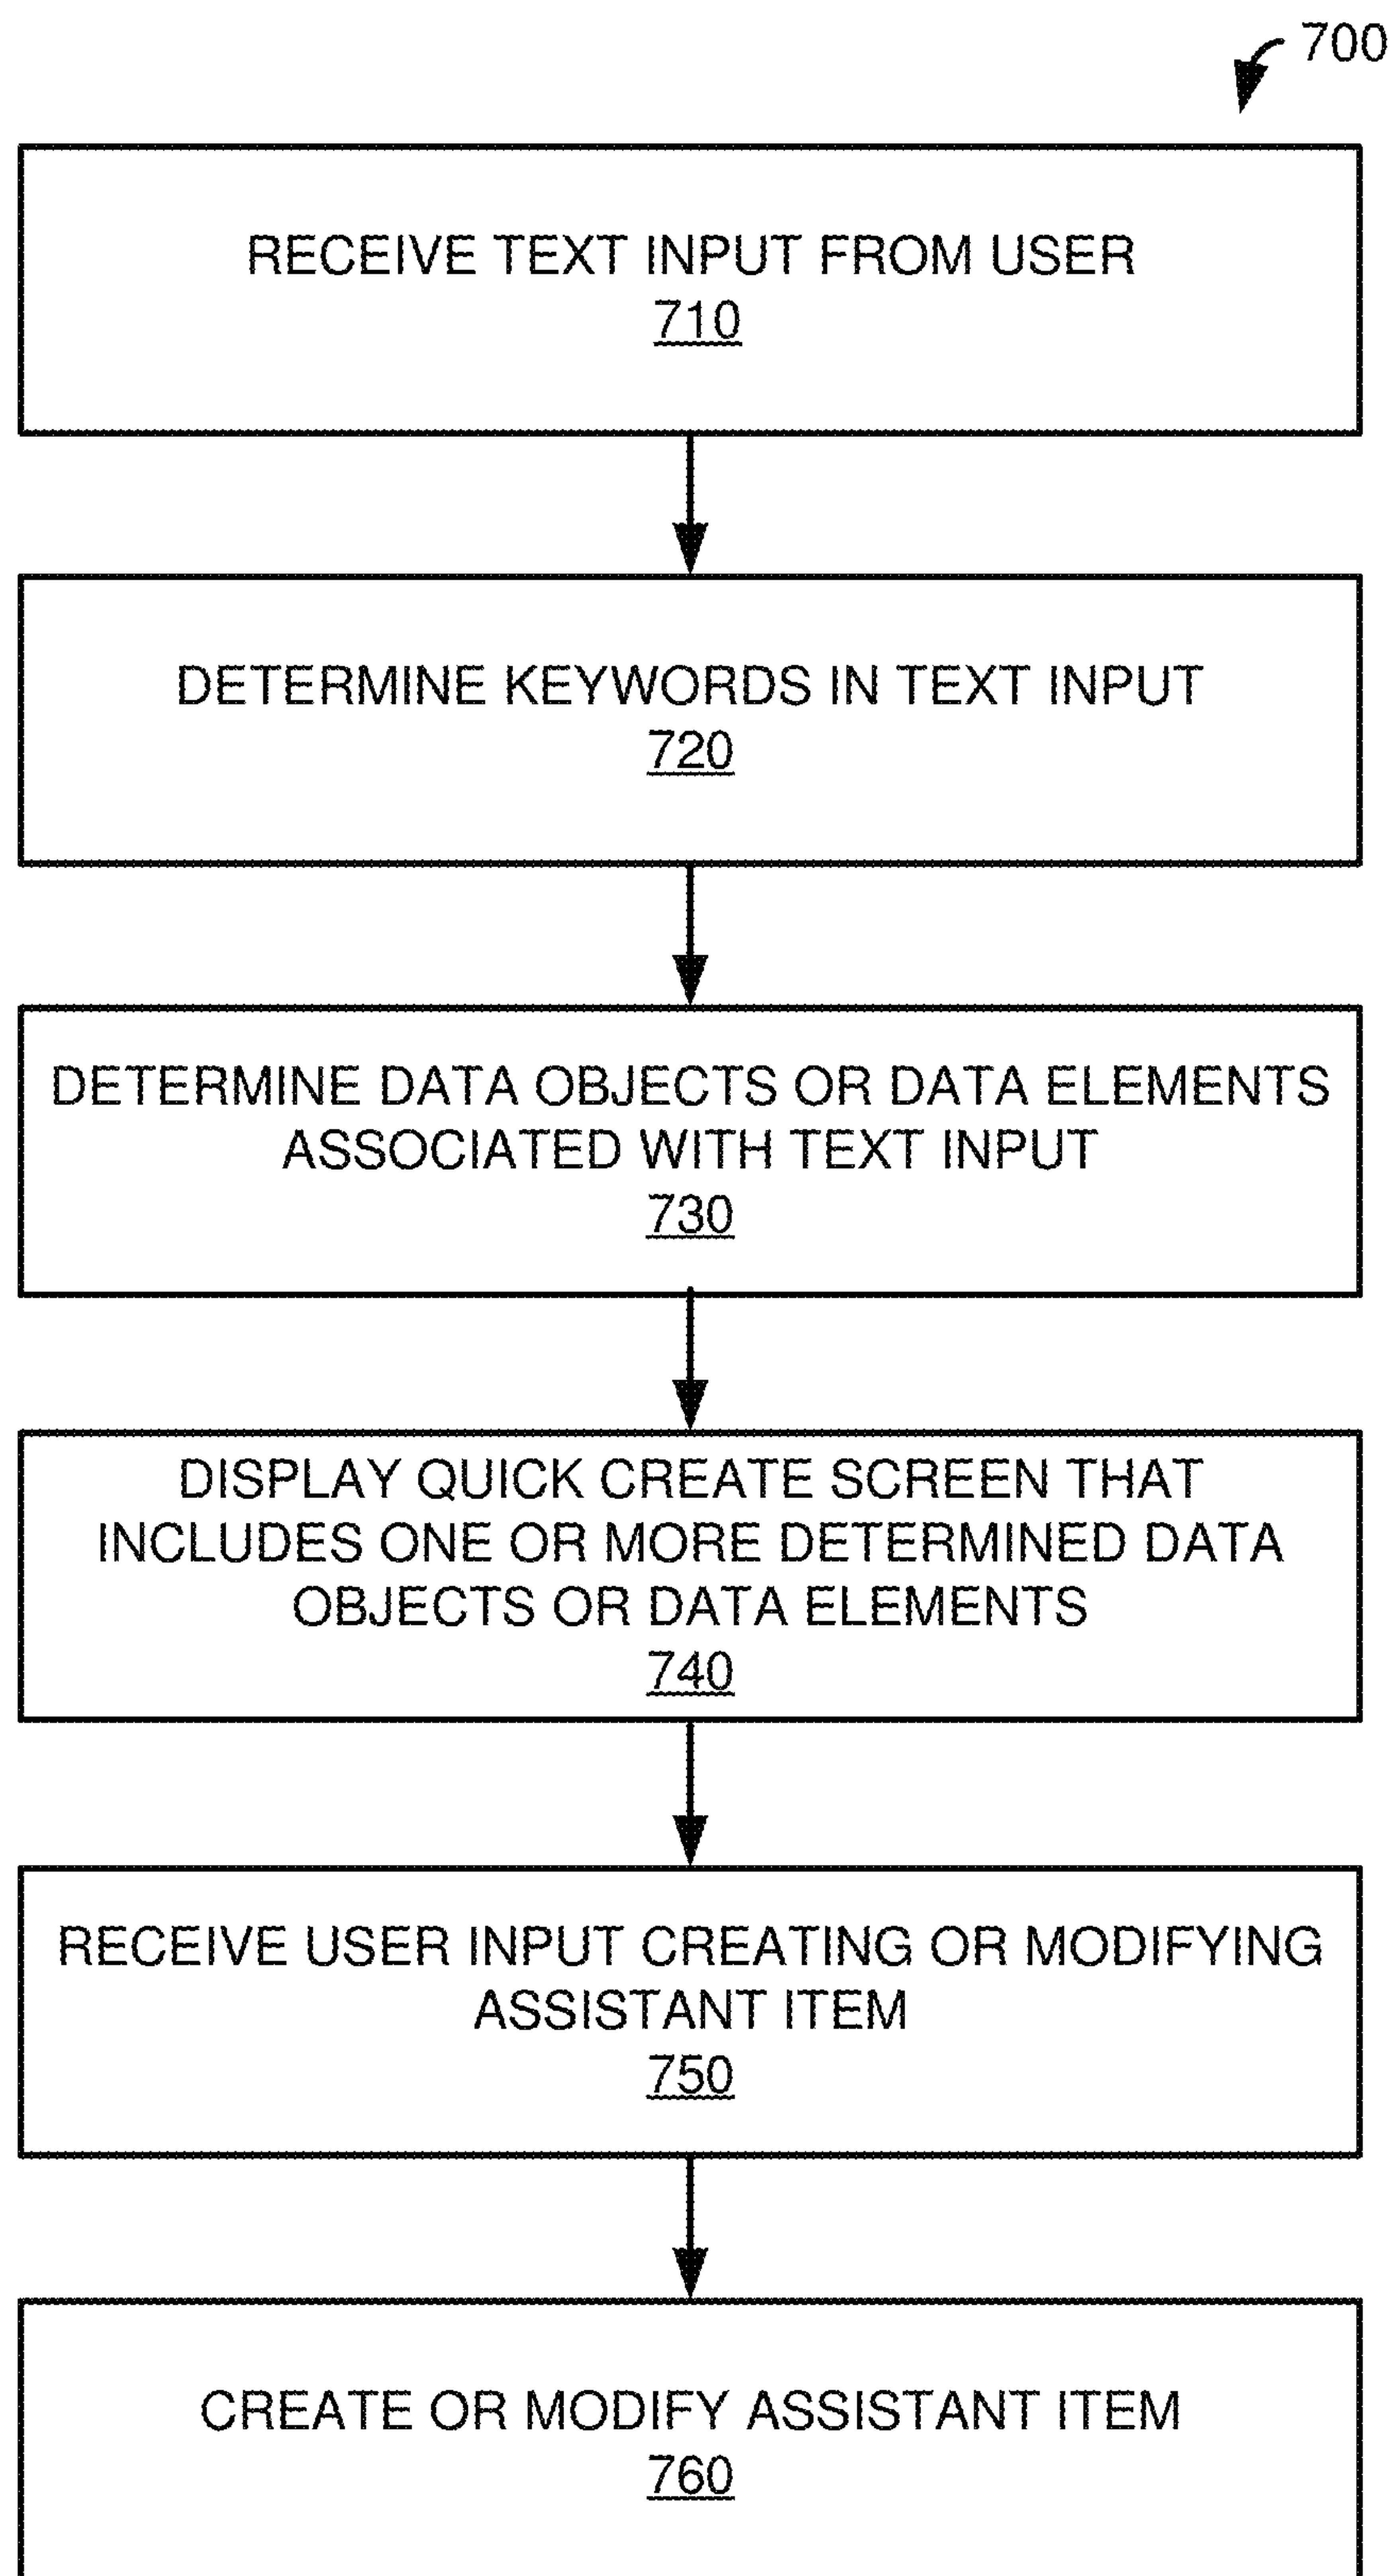 700
RECEIVE TEXT INPUT FROM USER
710
DETERMINE KEYWORDS IN TEXT INPUT
720
DETERMINE DATA OBJECTS OR DATA ELEMENTS
ASSOCIATED WITH TEXT INPUT
730
DISPLAY QUICK CREATE SCREEN THAT
INCLUDES ONE OR MORE DETERMINED DATA
OBJECTS OR DATA ELEMENTS
740
RECEIVE USER INPUT CREATING OR MODIFYING
ASSISTANT ITEM
750
CREATE OR MODIFY ASSISTANT ITEM
760